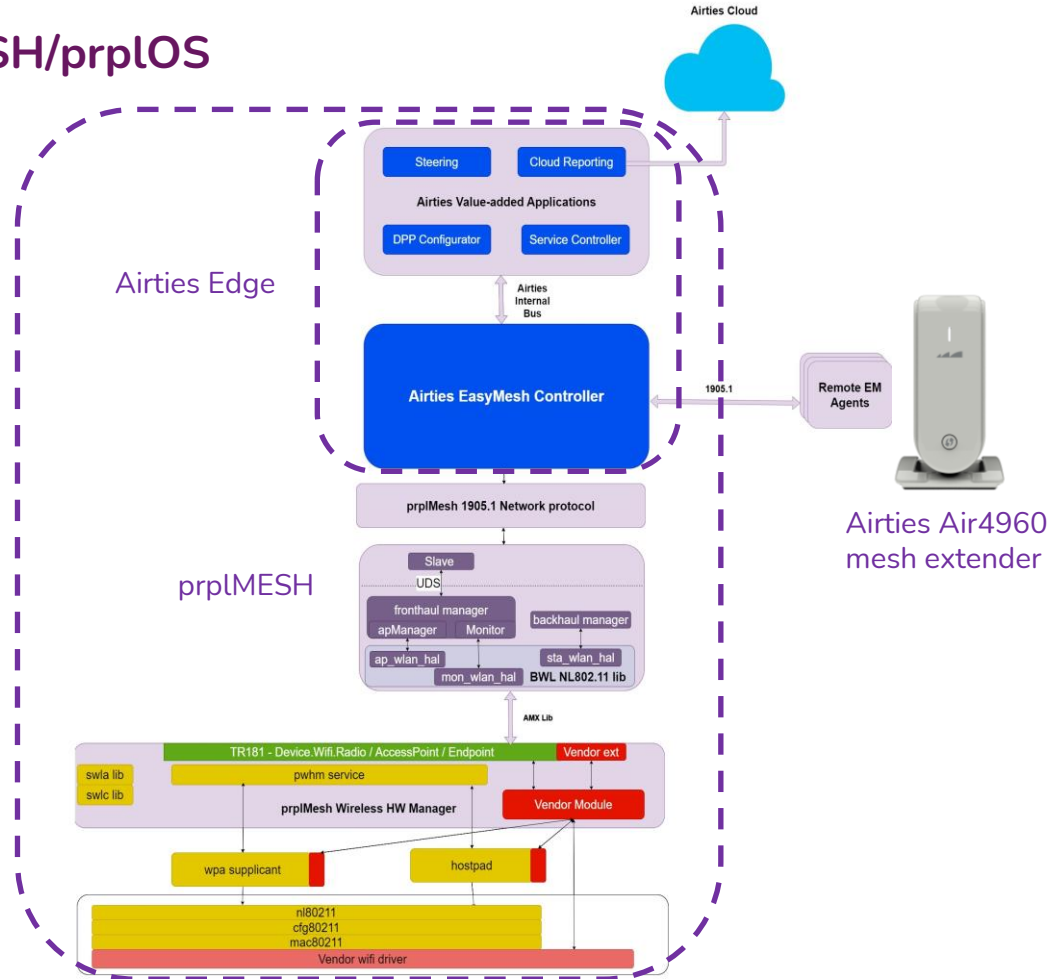 Airties Cloud
SH/prplOS
Steering
Cloud Reporting
Airties Value-added Applications
DPP Configurator
Service Controller
Airties Edge
Airties
Internal
Bus
Airties EasyMesh Controller
1905.1
Remote EM
Agents
prplMesh 1905.1 Network protocol
Airties Air4960
mesh extender
prplMESH
Slave
UDS
fronthaul manager
apManager
Monitor
backhaul manager
ap_wlan_hal
sta_wlan_hal
mon_wlan_hal
BWL NL802.11 lib
AMX Lib
TR181 - Device.Wifi.Radio / AccessPoint / Endpoint
Vendor ext
swla lib
pwhm service
swlc lib
prplMesh Wireless HW Manager
Vendor Module
wpa supplicant
hostpad
nl80211
cfg80211
mac80211
Vendor wifi driver